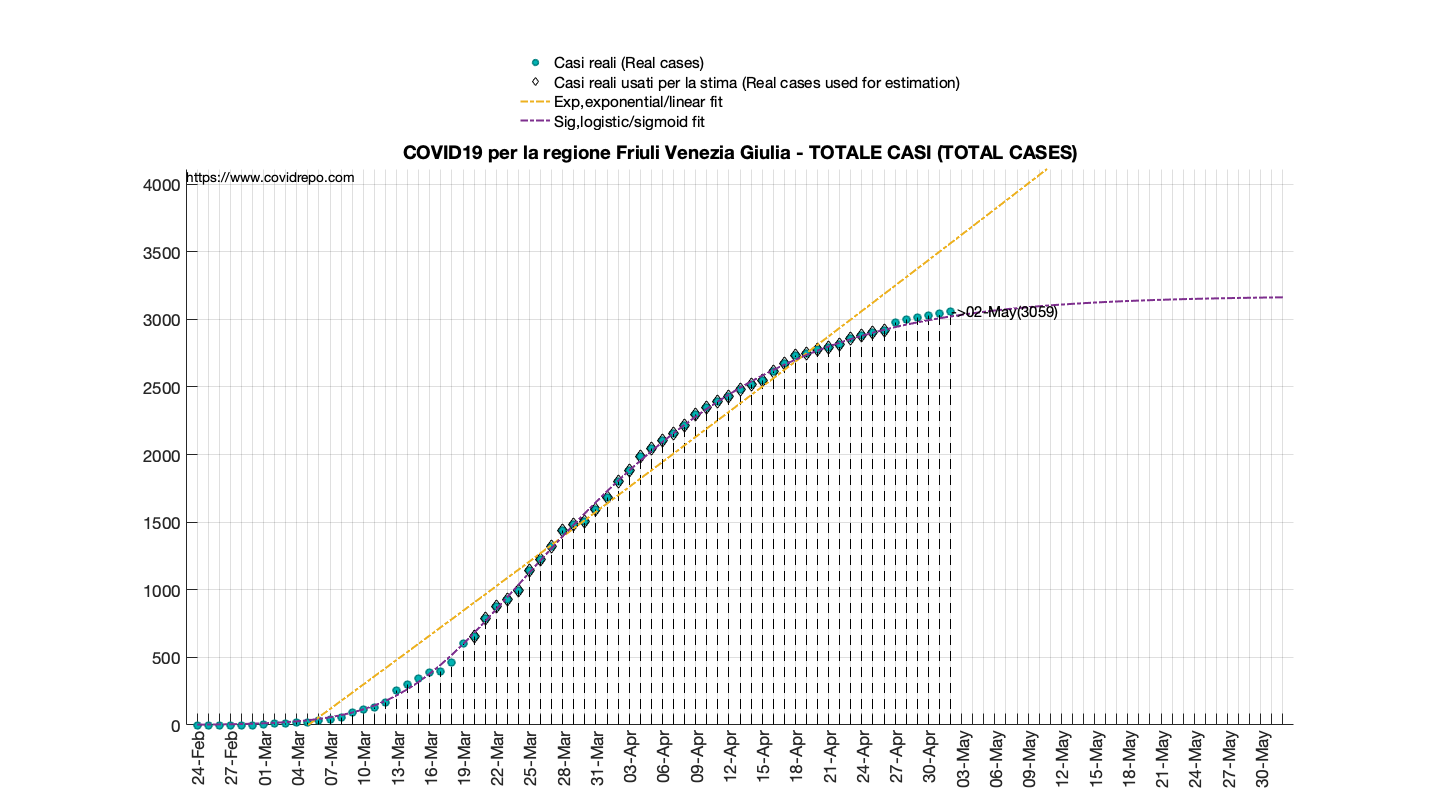 Casi reali (Real cases)
Casi reali usati per la stima (Real cases used for estimation)
Exp,exponential/linear fit
Sig,logistic/sigmoid fit
COVID19 per la regione Friuli Venezia Giulia - TOTALE CASI (TOTAL CASES)
https://www.covidrepo.com
4000
3500
3000
2500
2000
1500
1000
500
0
->02-May(3059)
24-Feb
27-Feb
01-Mar
04-Mar
07-Mar
10-Mar
13-Mar
16-Mar
19-Mar
22-Mar
25-Mar
28-Mar
31-Mar
03-Apr
06-Apr
09-Apr
12-Apr
15-Apr
18-Apr
21-Apr
24-Apr
27-Apr
30-Apr
03-May
06-May
09-May
12-May
15-May
18-May
21-May
24-May
27-May
30-May